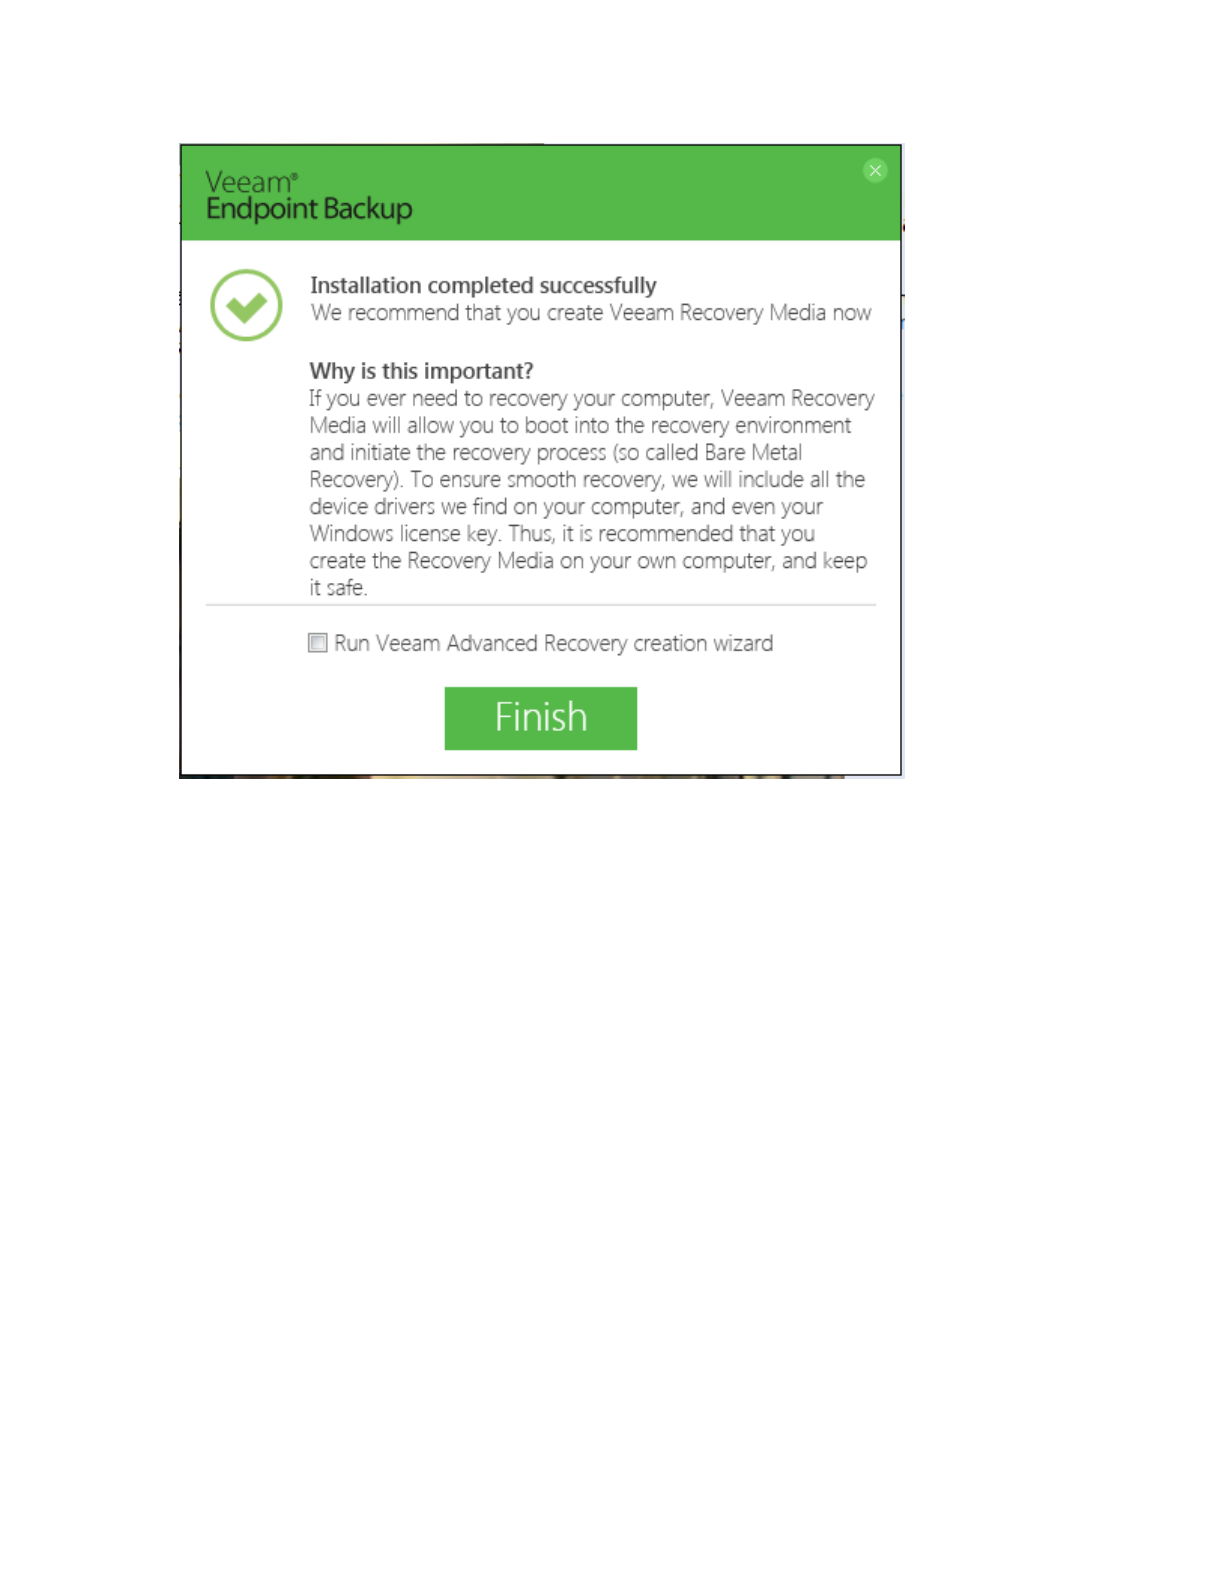 Veeam®
Endpoint Backup
Installation completed successfully
We recommend that you create Veeam Recovery Media now
Why is this important?
If you ever need to recovery your computer, Veeam Recovery
Media will allow you to boot into the recovery environment
and initiate the recovery process (so called Bare Metal
Recovery). To ensure smooth recovery, we will include all the
device drivers we find on your computer, and even your
Windows license key. Thus, it is recommended that you
create the Recovery Media on your own computer, and keep
it safe.
Run Veeam Advanced Recovery creation wizard
Finish